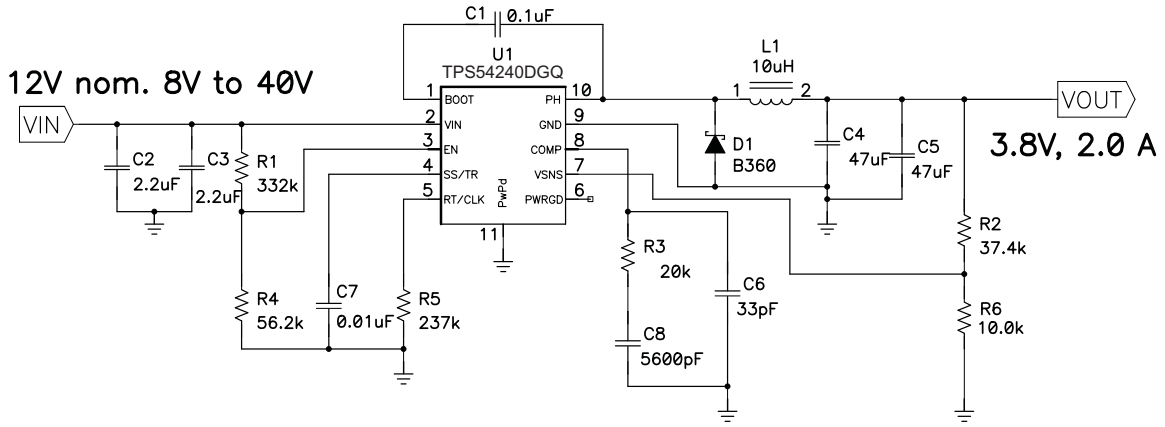 C1 0.1uF
U1
TPS54240DGQ
12V nom. 8V to 40V
VIN
1 BOOT
2 VIN
3 EN
4 SS/TR
5 RT/CLK
PH 10
GND 9
COMP 8
VSNS 7
PWRGD 6
PwPd
11
L1
10uH
1 2
D1
B360
C4
47uF
C5
47uF
VOUT
3.8V, 2.0 A
C2
2.2uF
C3
2.2uF
R1
332k
R4
56.2k
C7
0.01uF
R5
237k
R3
20k
C8
5600pF
C6
33pF
R2
37.4k
R6
10.0k